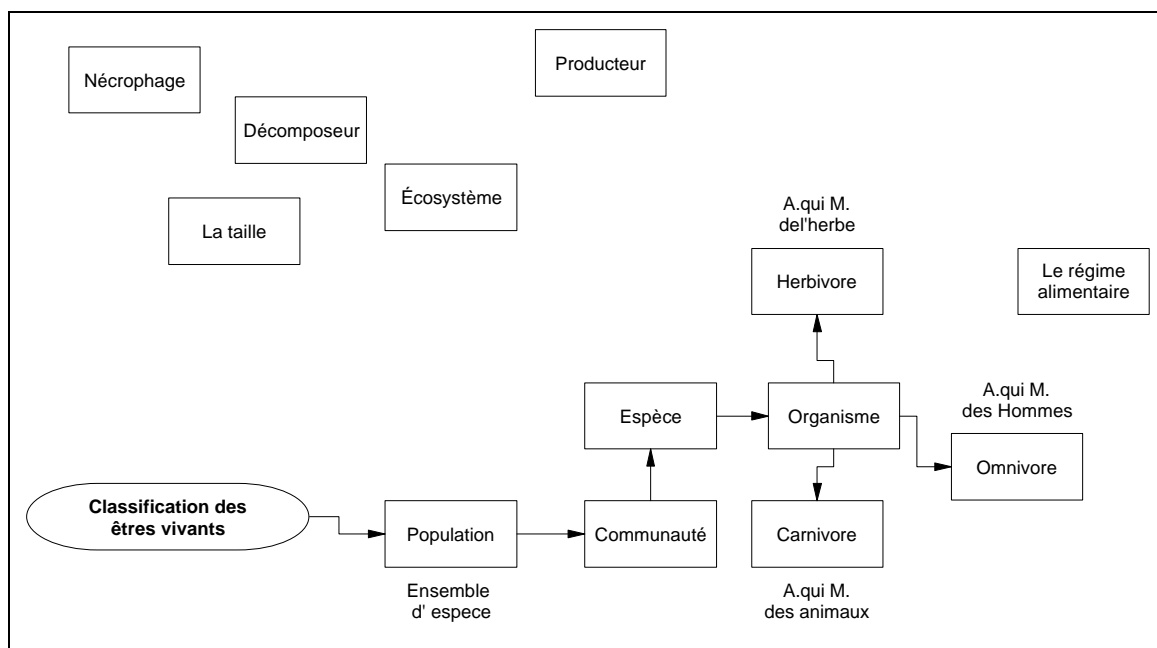 Producteur
Nécrophage
Décomposeur
Écosystème
La taille
A.qui M.
del'herbe
Herbivore
Le régime
alimentaire
Espèce
Organisme
A.qui M.
des Hommes
Omnivore
Classification des
êtres vivants
Population
Communauté
Carnivore
Ensemble
d' espece
A.qui M.
des animaux